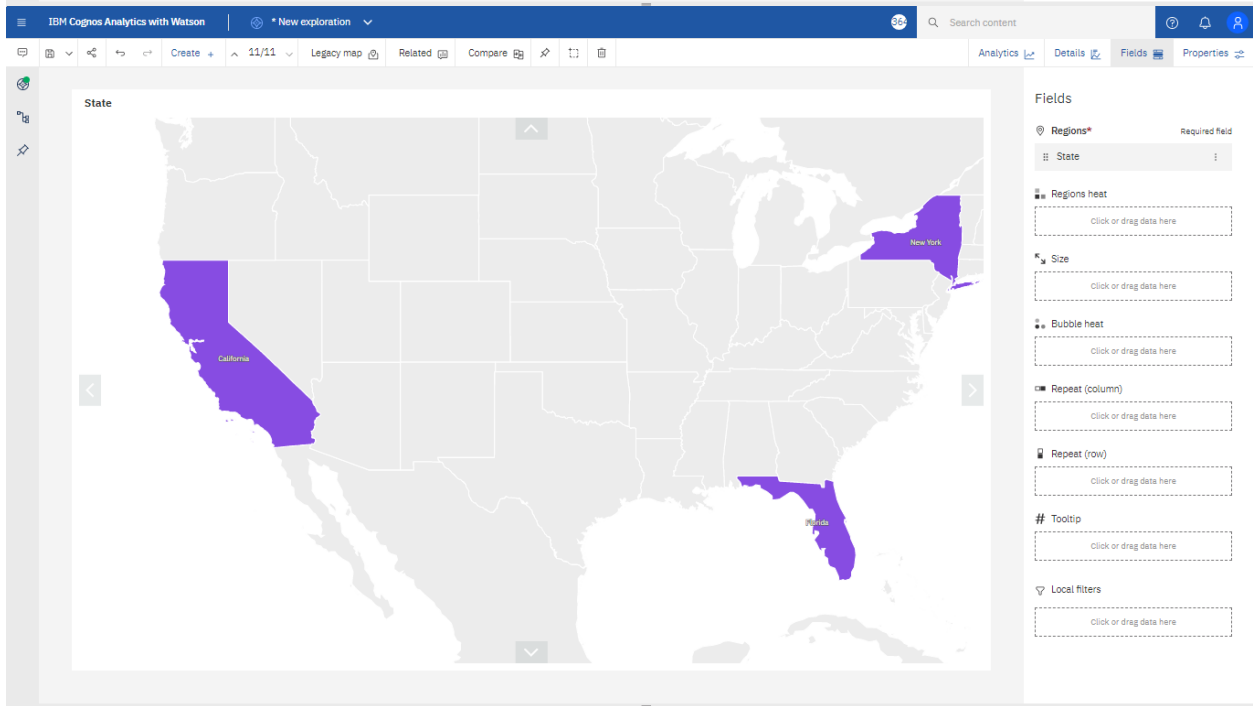 IBM Cognos Analytics with Watson
* New exploration
364
Search content
Create +
11/11
Legacy map
Related
Compare
Analytics
Details
Fields
Properties
State
California
New York
Florida
Fields
Regions*
Required field
State
Regions heat
Click or drag data here
Size
Click or drag data here
Bubble heat
Click or drag data here
Repeat (column)
Click or drag data here
Repeat (row)
Click or drag data here
# Tooltip
Click or drag data here
Local filters
Click or drag data here